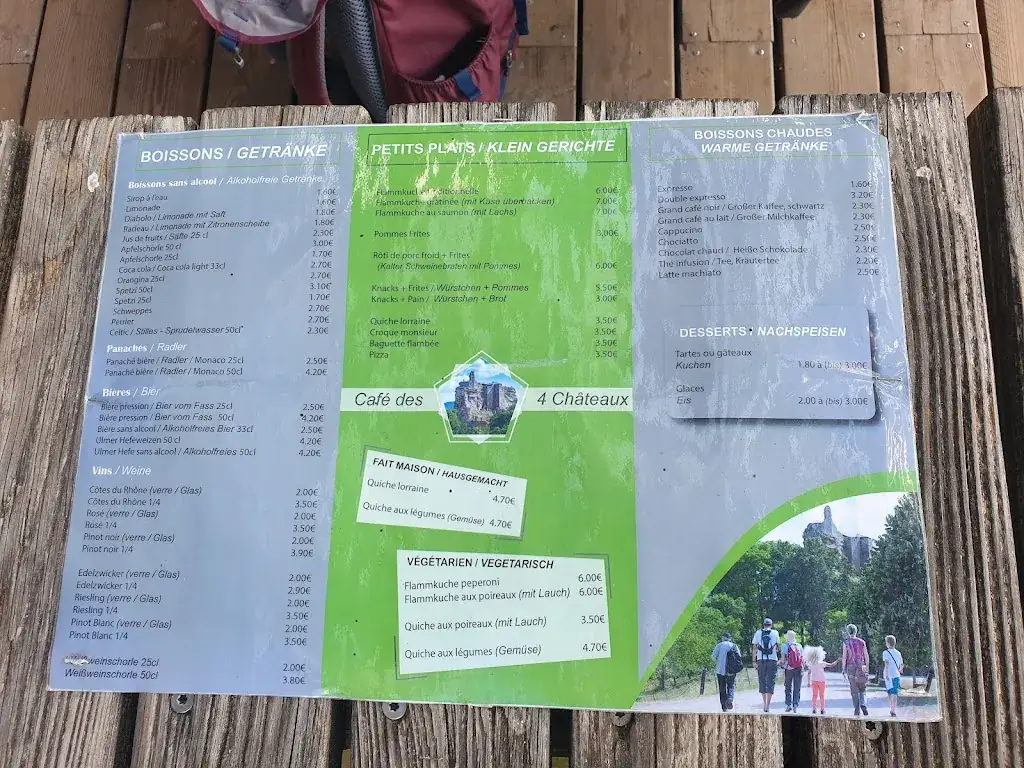 BOISSONS / GETRÄNKE
Boissons sans alcool / Alkoholfreie Getränke
Sirop à l'eau 1.60€
Limonade 1.60€
Diabolo / Limonade mit Saft 1.80€
Radeau / Limonade mit Zitronenscheibe 1.80€
Jus de fruits / Säfte 25 cl 2.30€
Apfelschorle 50 cl 3.00€
Apfelschorle 25cl 1.70€
Coca cola / Coca cola light 33cl 2.70€
Orangina 25cl 2.70€
Spetzi 50cl 3.10€
Spetzi 25cl 1.70€
Schweppes 2.70€
Perrier 2.70€
Celtic / Stilles - Sprudelwasser 50cl 2.30€
Panachés / Radler
Panaché bière / Radler / Monaco 25cl 2.50€
Panaché bière / Radler / Monaco 50cl 4.20€
Bières / Bier
Bière pression / Bier vom Fass 25cl 2.50€
Bière pression / Bier vom Fass 50cl 4.20€
Bière sans alcool / Alkoholfreies Bier 33cl 2.50€
Ulmer Hefeweizen 50 cl 4.20€
Ulmer Hefe sans alcool / Alkoholfreies 50cl 4.20€
Vins / Weine
Côtes du Rhône (verre / Glas) 2.00€
Côtes du Rhône 1/4 3.50€
Rosé (verre / Glas) 2.00€
Rosé 1/4 3.50€
Pinot noir (verre / Glas) 2.00€
Pinot noir 1/4 3.90€
Edelzwicker (verre / Glas) 2.00€
Edelzwicker 1/4 2.90€
Riesling (verre / Glas) 2.00€
Riesling 1/4 3.50€
Pinot Blanc (verre / Glas) 2.00€
Pinot Blanc 1/4 3.50€
weinschorle 25cl 2.00€
Weißweinschorle 50cl 3.80€
PETITS PLATS / KLEIN GERICHTE
Flammkuche traditionnelle 6.00€
Flammkuche gratinée (mit Käse überbacken) 7.00€
Flammkuche au saumon (mit Lachs) 7.00€
Pommes Frites 3.00€
Rôti de porc froid + Frites
(Kalter Schweinebraten mit Pommes) 6.00€
Knacks + Frites / Würstchen + Pommes 5.50€
Knacks + Pain / Würstchen + Brot 3.00€
Quiche lorraine 3.50€
Croque monsieur 3.50€
Baguette flambée 3.50€
Pizza 3.50€
Café des 4 Châteaux
FAIT MAISON / HAUSGEMACHT
Quiche lorraine 4.70€
Quiche aux légumes (Gemüse) 4.70€
VÉGÉTARIEN / VEGETARISCH
Flammkuche peperoni 6.00€
Flammkuche aux poireaux (mit Lauch) 6.00€
Quiche aux poireaux (mit Lauch) 3.50€
Quiche aux légumes (Gemüse) 4.70€
BOISSONS CHAUDES
WARME GETRÄNKE
Expresso 1.60€
Double expresso 3.20€
Grand café noir / Großer Kaffee, schwartz 2.30€
Grand café au lait / Großer Milchkaffee 2.30€
Cappucino 2.50€
Chociatto 2.50€
Chocolat chaud / Heiße Schokolade 2.30€
Thé infusion / Tee, Kräutertee 2.20€
Latte machiato 2.50€
DESSERTS / NACHSPEISEN
Tartes ou gâteaux
Kuchen 1.80 à (bis) 3.00€
Glaces
Eis 2.00 à (bis) 3.00€